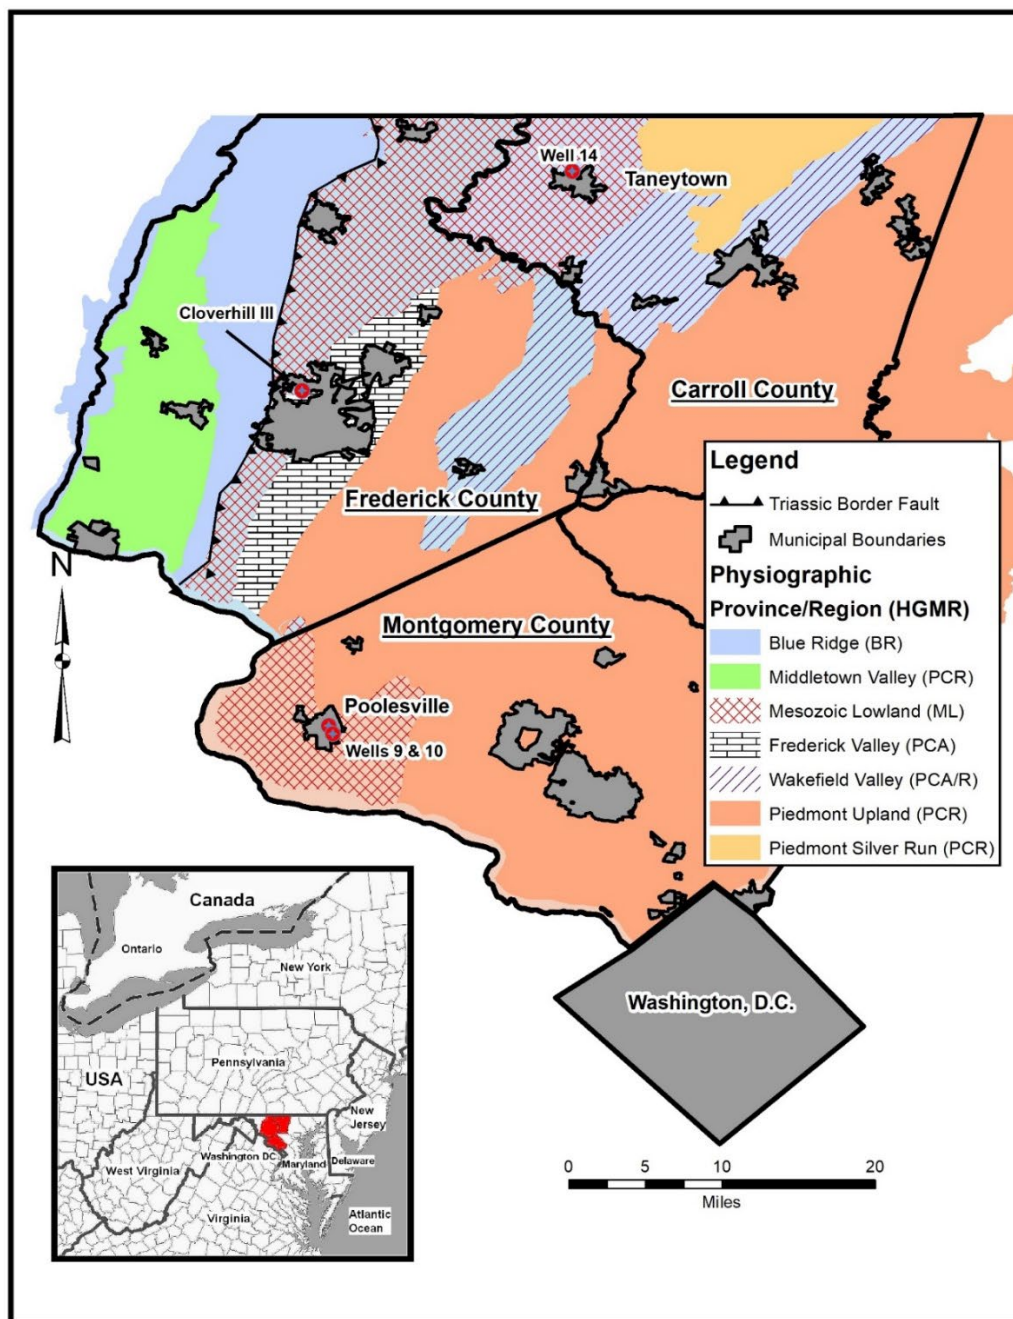 Well 14
Taneytown
Cloverhill III
Carroll County
Frederick County
N
Montgomery County
Poolesville
Wells 9 & 10
Legend
Triassic Border Fault
Municipal Boundaries
Physiographic
Province/Region (HGMR)
Blue Ridge (BR)
Middletown Valley (PCR)
Mesozoic Lowland (ML)
Frederick Valley (PCA)
Wakefield Valley (PCA/R)
Piedmont Upland (PCR)
Piedmont Silver Run (PCR)
Washington, D.C.
Canada
Ontario
New York
Pennsylvania
USA
New
Jersey
West Virginia
Washington DC.
Maryland
Delaware
Virginia
Atlantic
Ocean
0 5 10 20
Miles